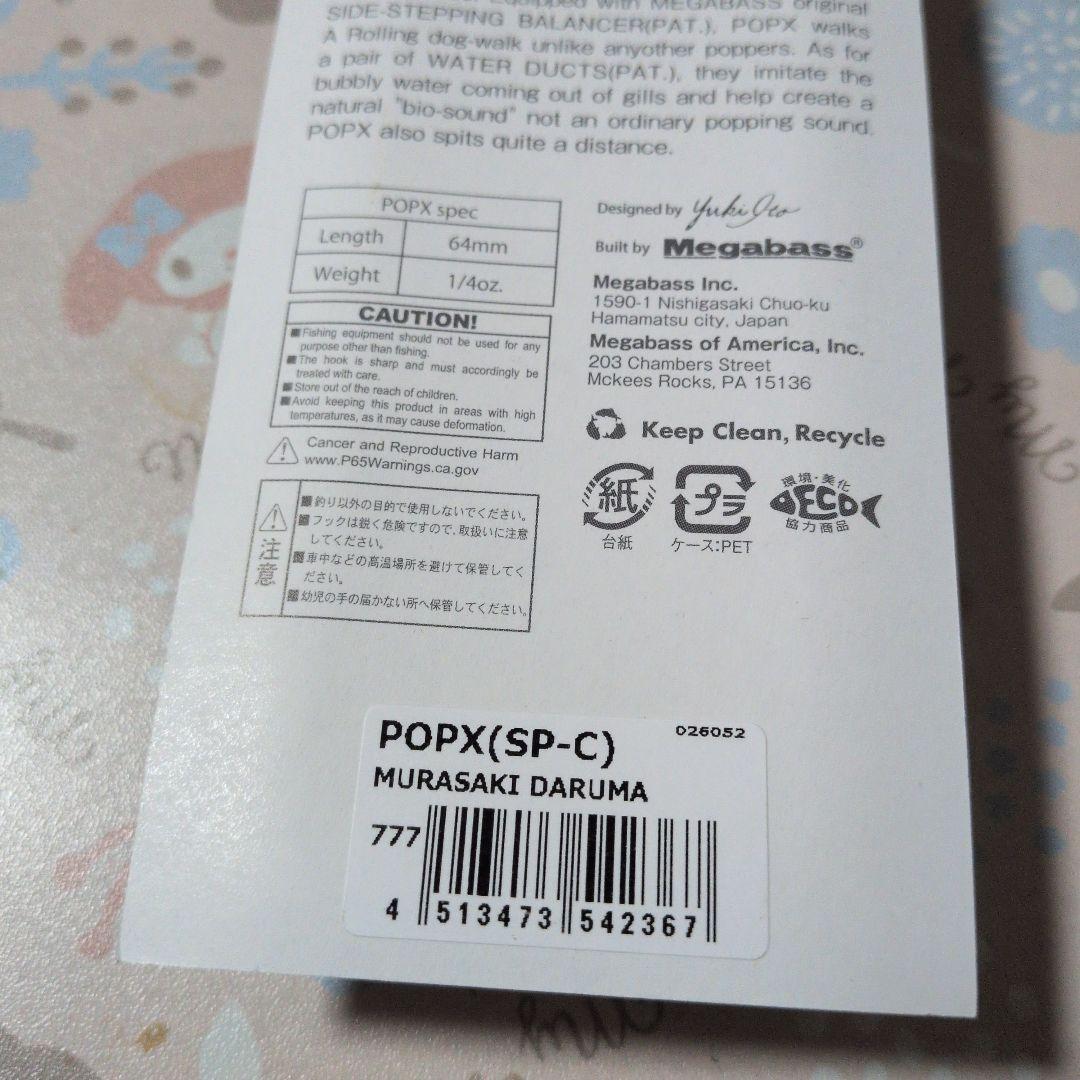 Equipped with MEGABASS original
SIDE-STEPPING BALANCER(PAT.), POPX walks
A Rolling dog-walk unlike anyother poppers. As for
a pair of WATER DUCTS(PAT.), they imitate the
bubbly water coming out of gills and help create a
natural "bio-sound" not an ordinary popping sound.
POPX also spits quite a distance.
POPX spec
Length 64mm
Weight 1/4oz.
CAUTION!
■Fishing equipment should not be used for any
purpose other than fishing.
■The hook is sharp and must accordingly be
treated with care.
■Store out of the reach of children.
■Avoid keeping this product in areas with high
temperatures, as it may cause deformation.
Cancer and Reproductive Harm
www.P65Warnings.ca.gov
注意
■釣り以外の目的で使用しないでください。
■フックは鋭く危険ですので、取扱いに注意
してください。
■車中などの高温場所を避けて保管してく
ださい。
■幼児の手の届かない所へ保管してください。
Designed by Yuki Ito
Built by Megabass®
Megabass Inc.
1590-1 Nishigasaki Chuo-ku
Hamamatsu city, Japan
Megabass of America, Inc.
203 Chambers Street
Mckees Rocks, PA 15136
Keep Clean, Recycle
紙
台紙
プラ
ケース:PET
環境・美化
ECO
協力商品
POPX(SP-C) 026052
MURASAKI DARUMA
777
4 513473 542367